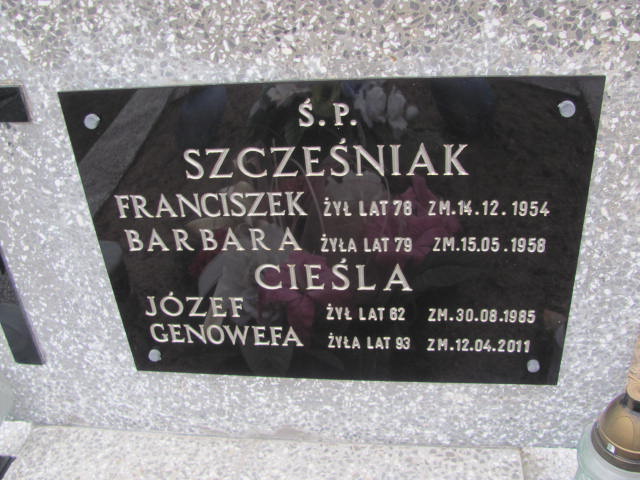 Ś.P.
SZCZEŚNIAK
FRANCISZEK ŻYŁ LAT 78 ZM.14.12.1954
BARBARA ŻYŁA LAT 79 ZM.15.05.1958
CIEŚLA
JÓZEF ŻYŁ LAT 62 ZM.30.08.1985
GENOWEFA ŻYŁA LAT 93 ZM.12.04.2011